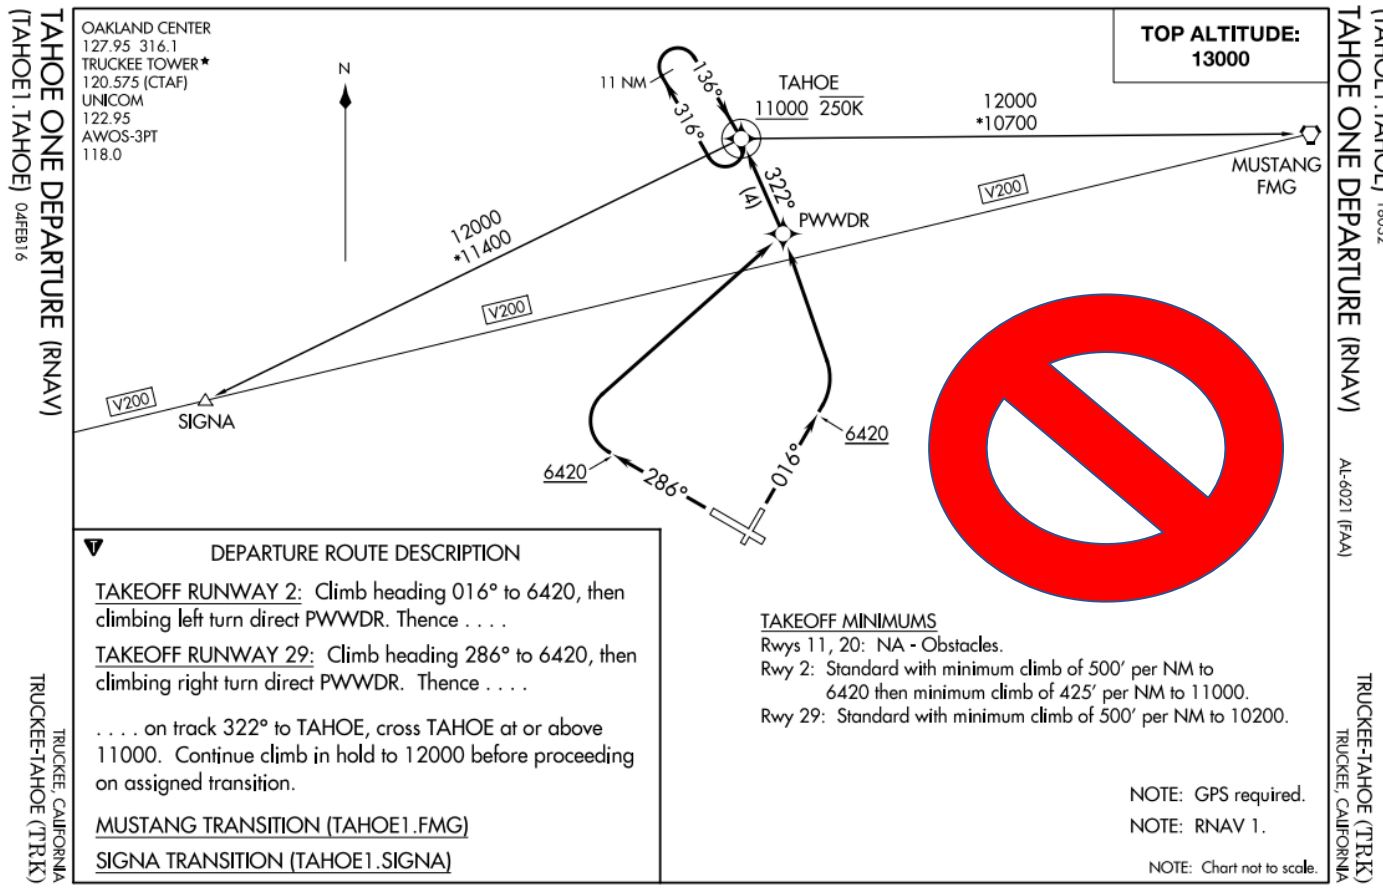 (TAHOE1.TAHOE) 04FEB16
TAHOE ONE DEPARTURE (RNAV)
TRUCKEE, CALIFORNIA
TRUCKEE-TAHOE (TRK)
OAKLAND CENTER
127.95 316.1
TRUCKEE TOWER★
120.575 (CTAF)
UNICOM
122.95
AWOS-3PT
118.0
N
TOP ALTITUDE:
13000
11 NM
136°
316°
TAHOE
11000 250K
12000
*10700
MUSTANG
FMG
V200
322°
(4)
PWWDR
12000
*11400
V200
V200
SIGNA
6420
286°
016°
6420
DEPARTURE ROUTE DESCRIPTION
TAKEOFF RUNWAY 2: Climb heading 016° to 6420, then
climbing left turn direct PWWDR. Thence . . . .
TAKEOFF RUNWAY 29: Climb heading 286° to 6420, then
climbing right turn direct PWWDR. Thence . . . .
. . . . on track 322° to TAHOE, cross TAHOE at or above
11000. Continue climb in hold to 12000 before proceeding
on assigned transition.
MUSTANG TRANSITION (TAHOE1.FMG)
SIGNA TRANSITION (TAHOE1.SIGNA)
T
TAKEOFF MINIMUMS
Rwys 11, 20: NA - Obstacles.
Rwy 2: Standard with minimum climb of 500' per NM to
6420 then minimum climb of 425' per NM to 11000.
Rwy 29: Standard with minimum climb of 500' per NM to 10200.
NOTE: GPS required.
NOTE: RNAV 1.
NOTE: Chart not to scale.
(TAHOE1.TAHOE)
TAHOE ONE DEPARTURE (RNAV)
AL-6021 (FAA)
TRUCKEE-TAHOE (TRK)
TRUCKEE, CALIFORNIA